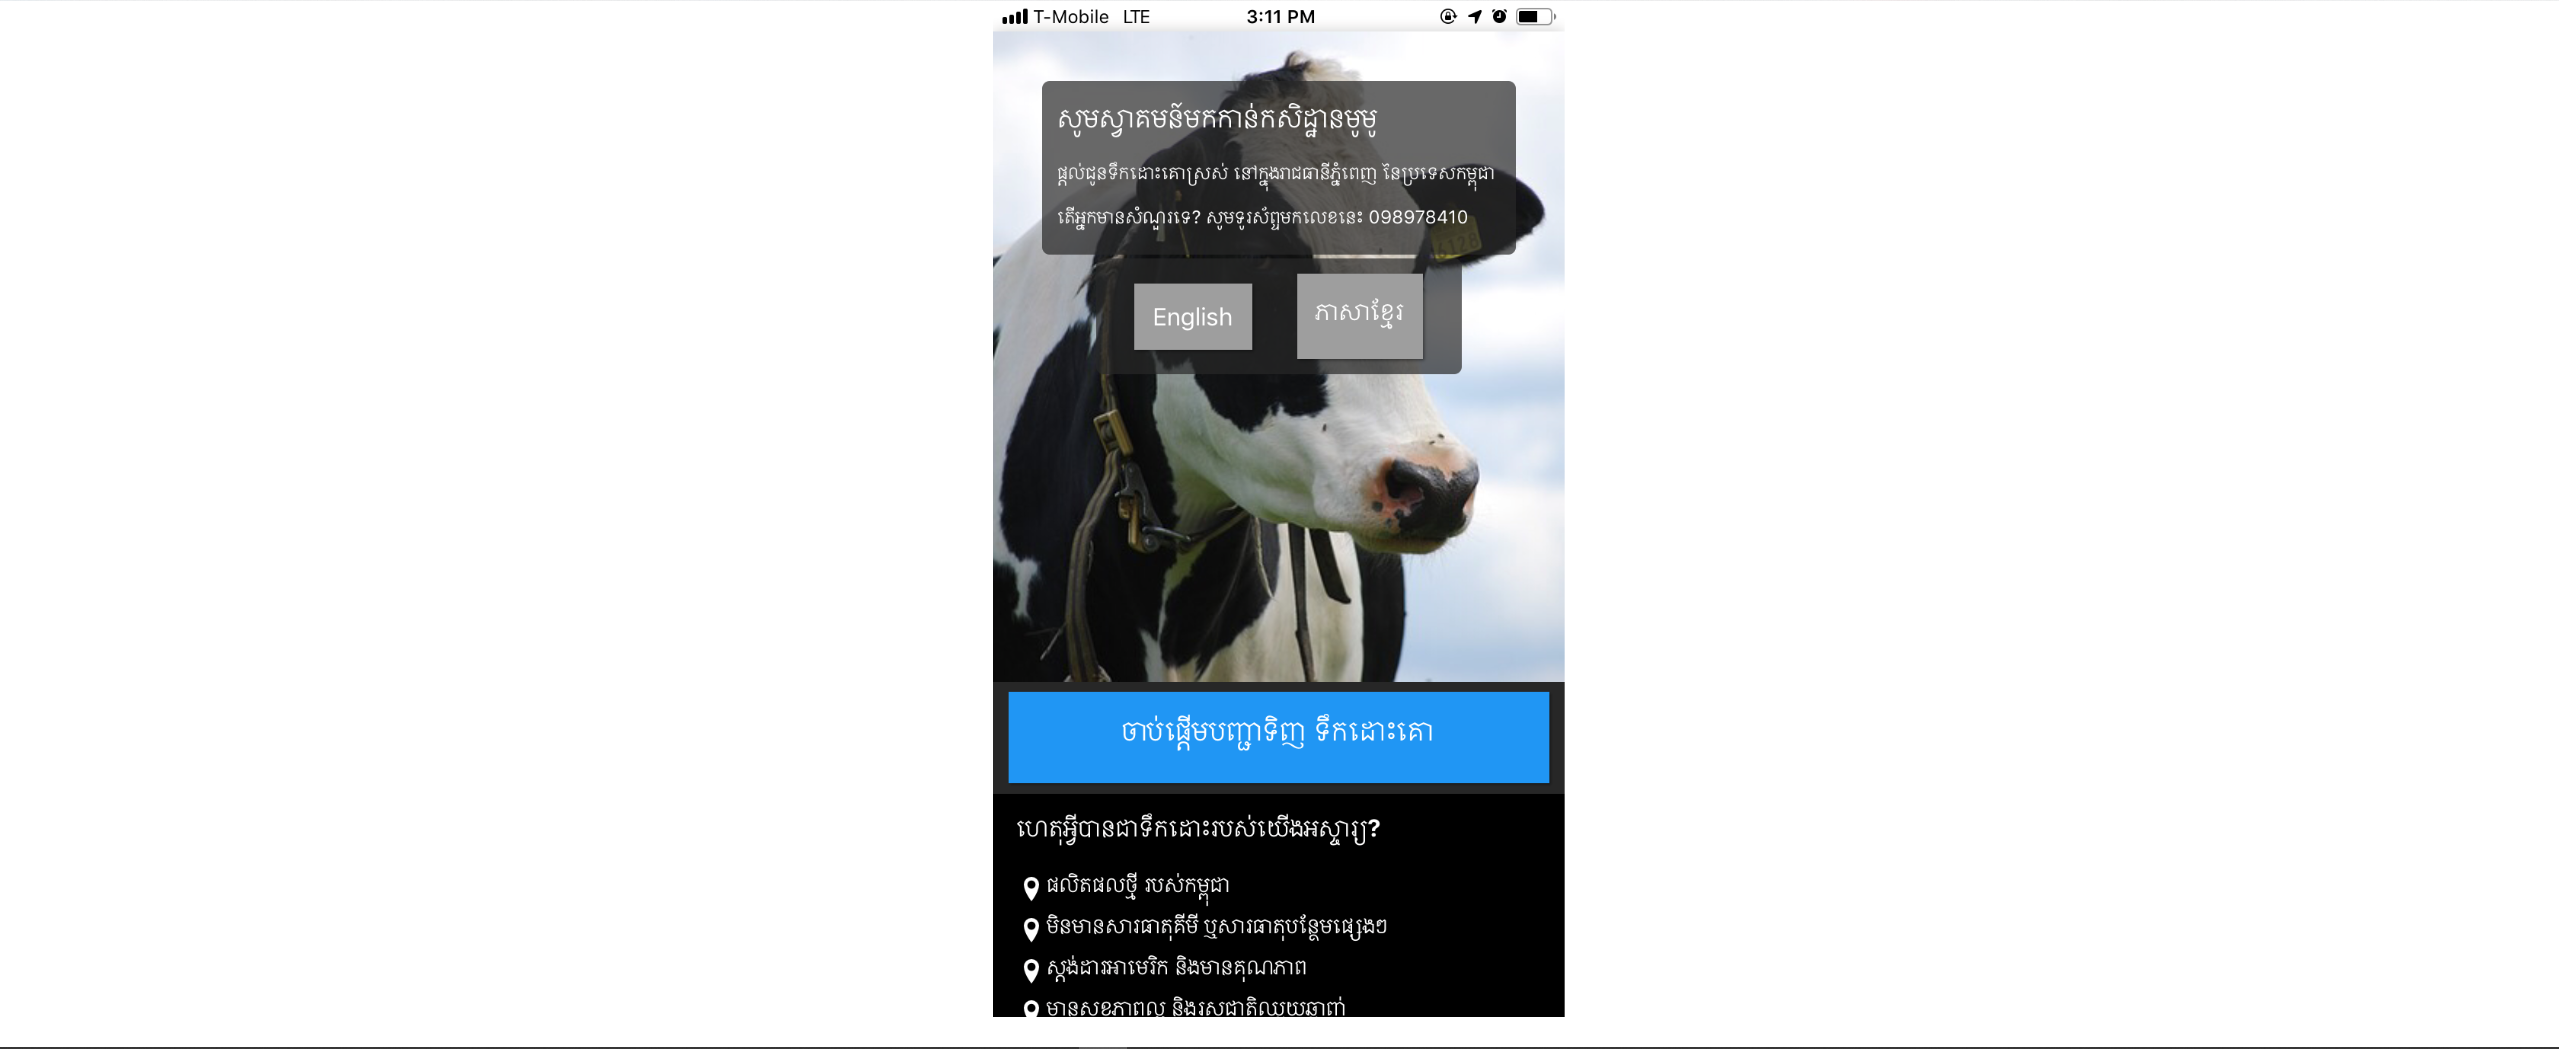 T-Mobile LTE 3:11 PM
សូមស្វាគមន៍មកកាន់កសិដ្ឋានមូមូ
ផ្តល់ជូនទឹកដោះគោស្រស់ នៅក្នុងរាជធានីភ្នំពេញ នៃប្រទេសកម្ពុជា
តើអ្នកមានសំណួរទេ? សូមទូរស័ព្ទមកលេខនេះ 098978410
6128
English
ភាសាខ្មែរ
ចាប់ផ្តើមបញ្ជាទិញ ទឹកដោះគោ
ហេតុអ្វីបានជាទឹកដោះរបស់យើងអស្ចារ្យ?
ផលិតផលថ្មី របស់កម្ពុជា
មិនមានសារធាតុគីមី ឬសារធាតុបន្ថែមផ្សេងៗ
ស្តង់ដារអាមេរិក និងមានគុណភាព
មានសុខភាពល្អ និងរសជាតិឈ្ងុយឆ្ងាញ់